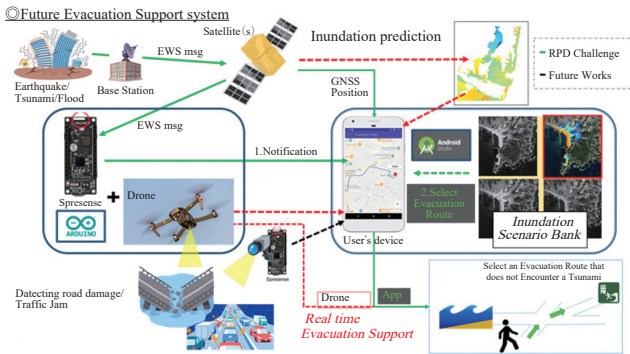 ◎Future Evacuation Support system
Satellite(s)
Inundation prediction
EWS msg
RPD Challenge
Future Works
Earthquake/
Tsunami/Flood
Base Station
GNSS
Position
EWS msg
1.Notification
Android
Studio
Spresense
Drone
ARDUINO
2.Select
Evacuation
Route
Inundation
Scenario Bank
User's device
Spresense
Select an Evacuation Route that
does not Encounter a Tsunami
Datecting road damage/
Traffic Jam
Drone
App
Real time
Evacuation Support